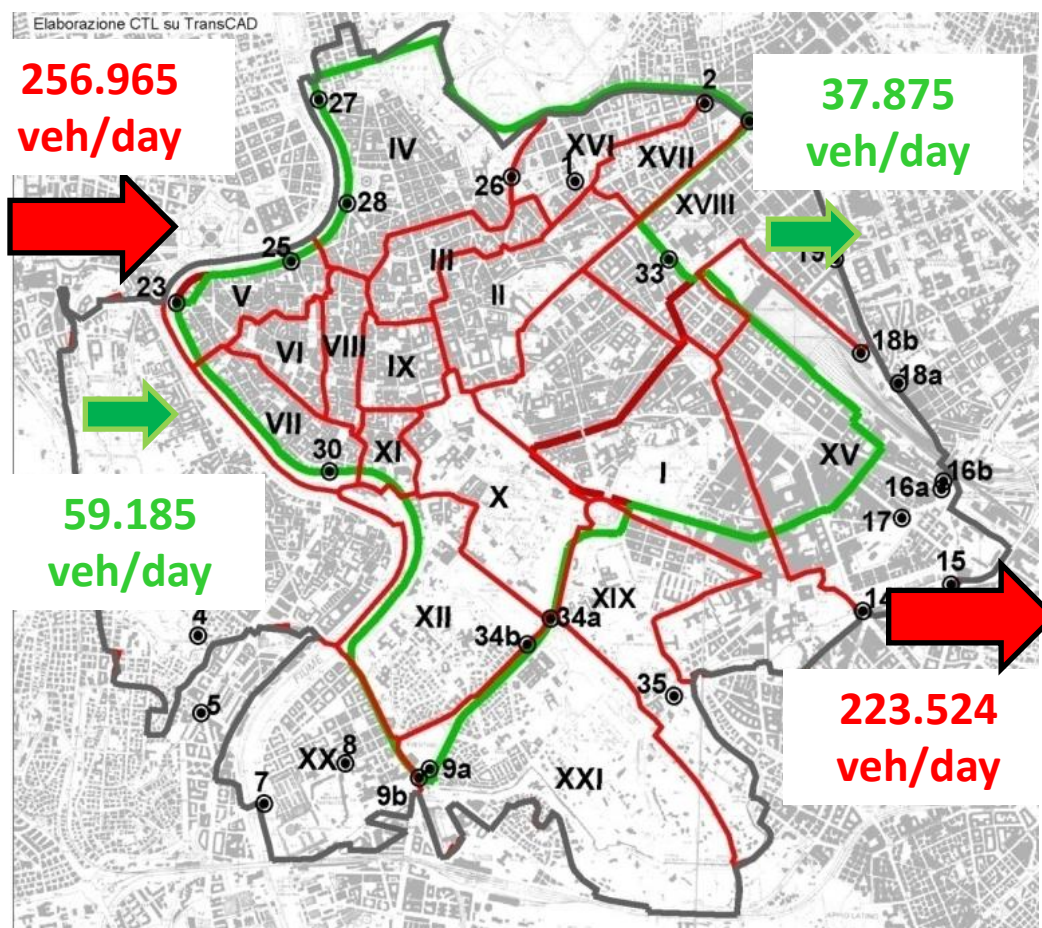 Elaborazione CTL su TransCAD
256.965
veh/day
37.875
veh/day
27
2
IV
XVI
1
XVII
26
28
XVIII
25
III
33
19
23
V
II
VI
VIII
IX
18b
18a
VII
XI
30
I
XV
16b
16a
X
17
59.185
veh/day
15
XIX
14
XII
34a
34b
4
35
5
223.524
veh/day
8
XX
9a
XXI
9b
7